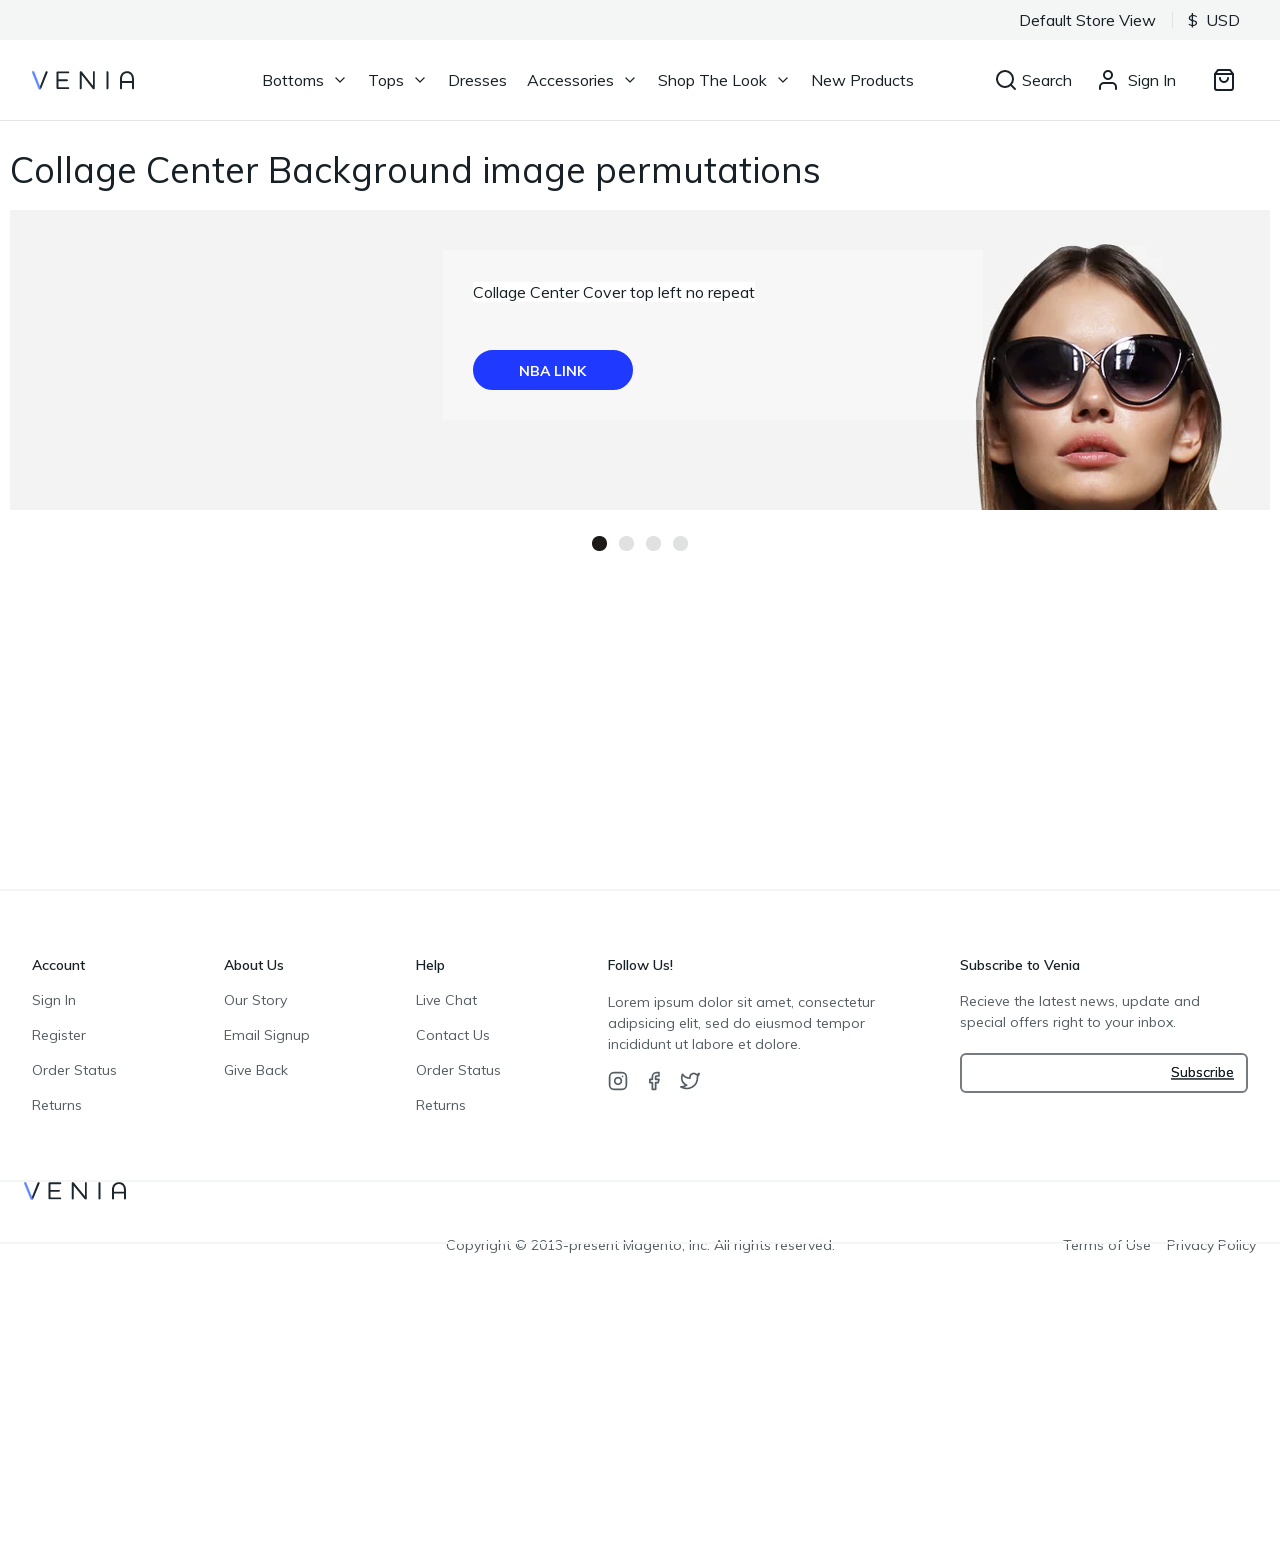 Default Store View $ USD
VENIA Bottoms Tops Dresses Accessories Shop The Look New Products Search Sign In
Collage Center Background image permutations
Collage Center Cover top left no repeat
NBA LINK
Account
Sign In
Register
Order Status
Returns
About Us
Our Story
Email Signup
Give Back
Help
Live Chat
Contact Us
Order Status
Returns
Follow Us!
Lorem ipsum dolor sit amet, consectetur
adipsicing elit, sed do eiusmod tempor
incididunt ut labore et dolore.
Subscribe to Venia
Recieve the latest news, update and
special offers right to your inbox.
Subscribe
VENIA
Copyright © 2013-present Magento, Inc. All rights reserved.
Terms of Use Privacy Policy